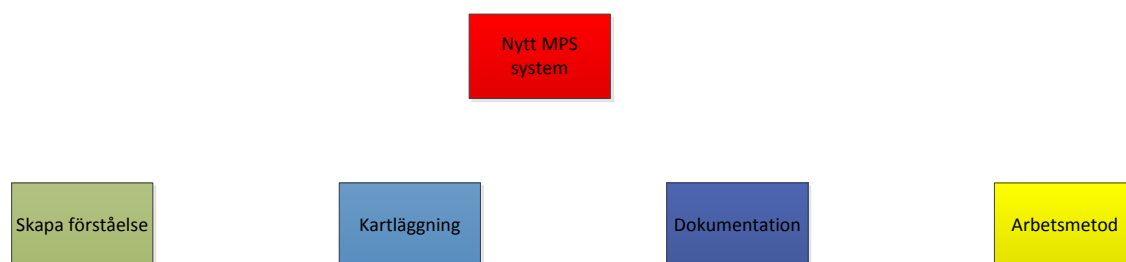 Nytt MPS
system
Skapa förståelse
Kartläggning
Dokumentation
Arbetsmetod